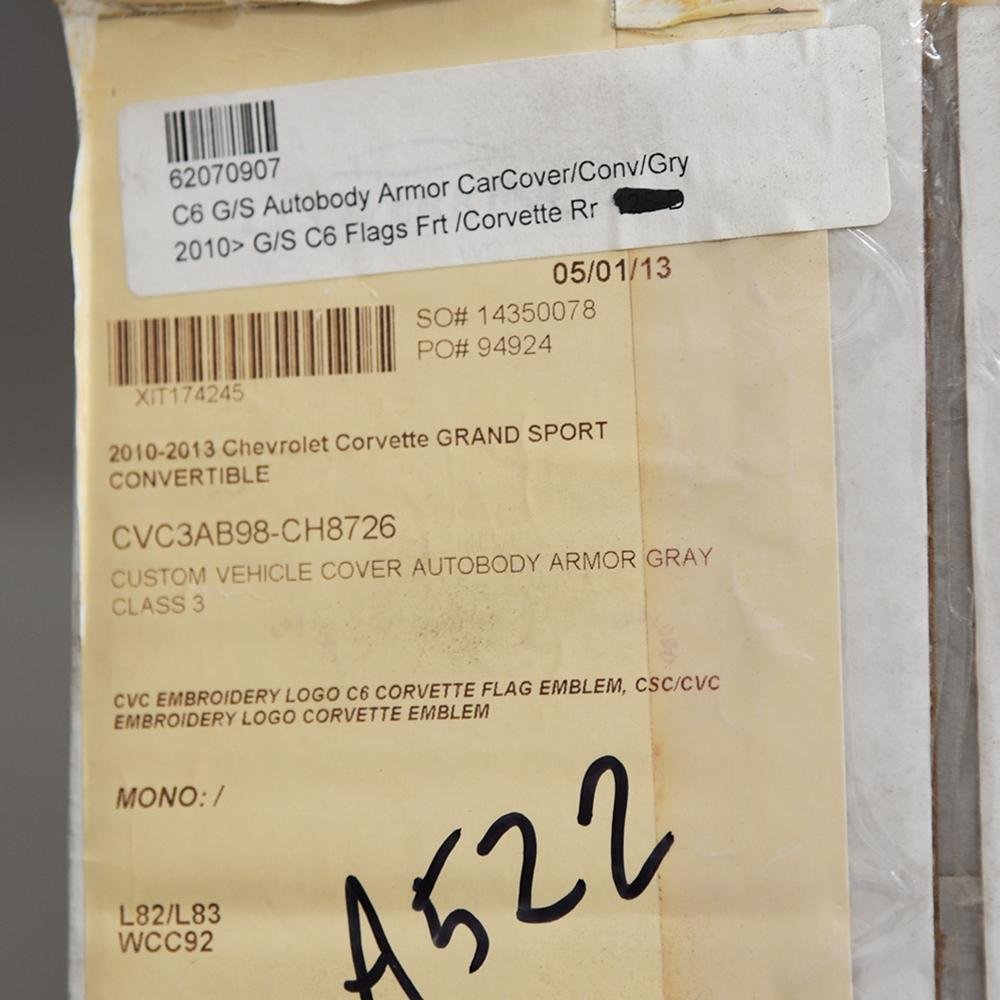 62070907
C6 G/S Autobody Armor CarCover/Conv/Gry
2010> G/S C6 Flags Frt /Corvette Rr
05/01/13
SO# 14350078
PO# 94924
XIT174245
2010-2013 Chevrolet Corvette GRAND SPORT
CONVERTIBLE
CVC3AB98-CH8726
CUSTOM VEHICLE COVER AUTOBODY ARMOR GRAY
CLASS 3
CVC EMBROIDERY LOGO C6 CORVETTE FLAG EMBLEM, CSC/CVC
EMBROIDERY LOGO CORVETTE EMBLEM
MONO: /
A522
L82/L83
WCC92